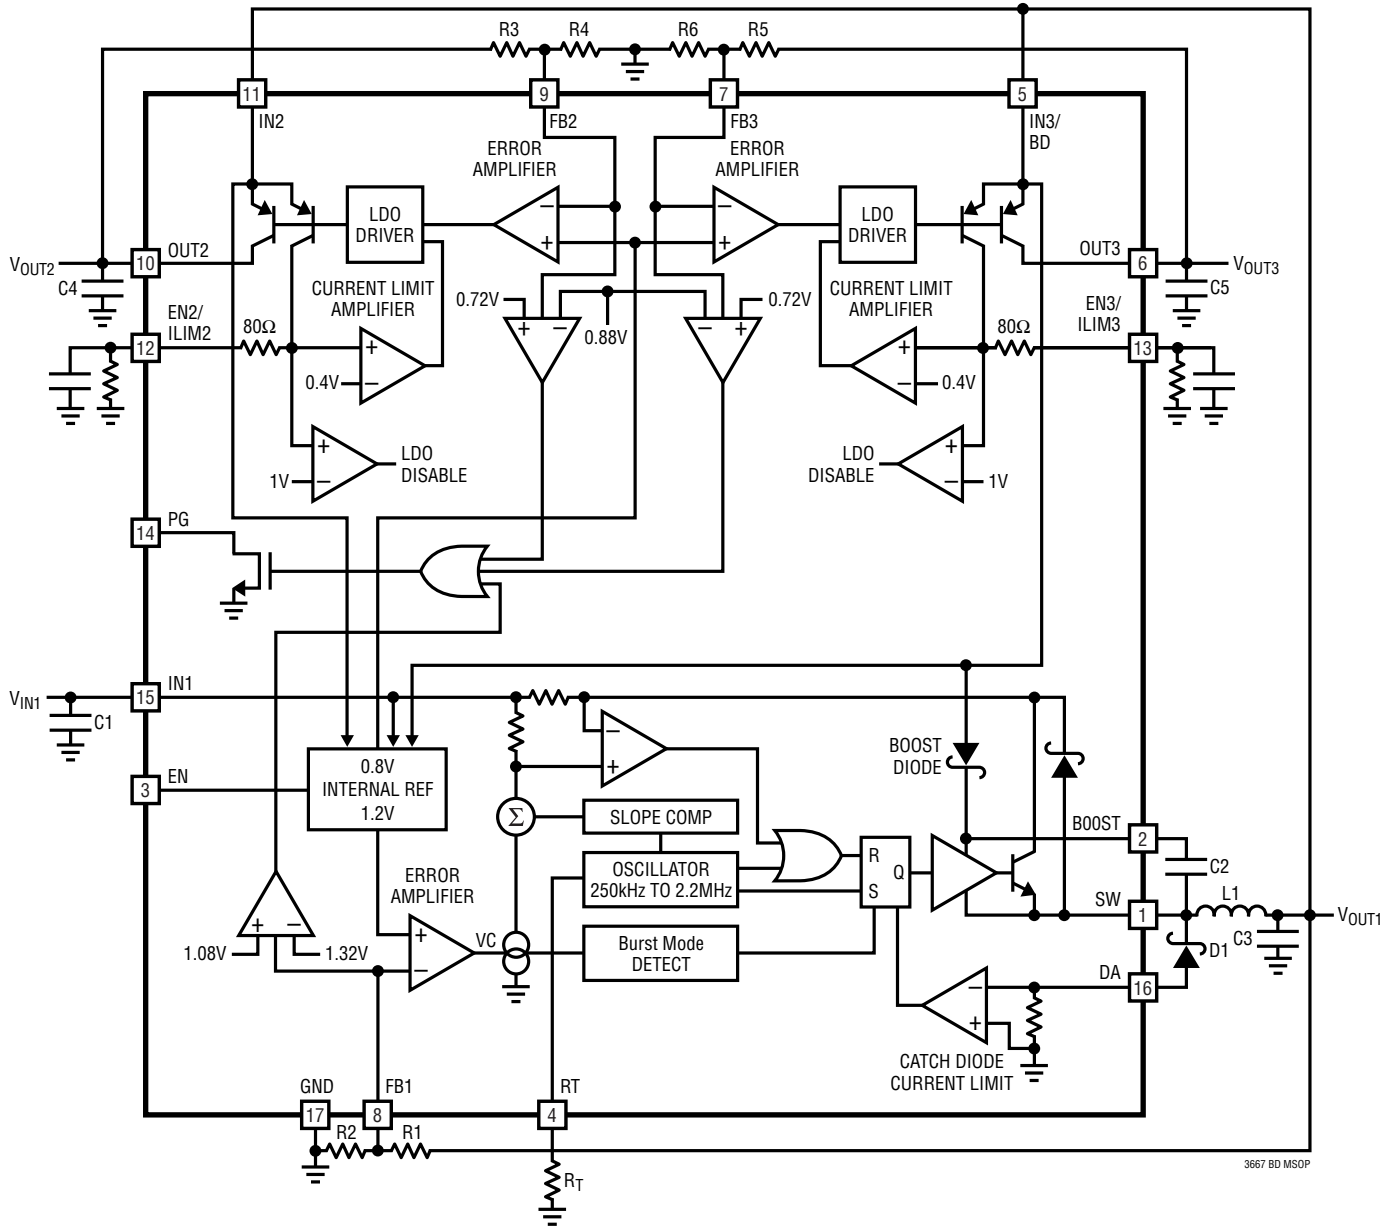 R3
R4
R6
R5
11
9
7
5
IN2
FB2
FB3
IN3/
BD
ERROR
AMPLIFIER
ERROR
AMPLIFIER
LDO
DRIVER
−
+
−
+
LDO
DRIVER
VOUT2
10
OUT2
OUT3
6
VOUT3
C4
C5
CURRENT LIMIT
AMPLIFIER
0.72V
0.72V
CURRENT LIMIT
AMPLIFIER
EN2/
ILIM2
EN3/
ILIM3
80Ω
+
−
0.88V
−
+
80Ω
12
13
+
−
0.4V
+
−
0.4V
+
−
1V
LDO
DISABLE
LDO
DISABLE
+
−
1V
14
PG
VIN1
15
IN1
C1
3
EN
0.8V
INTERNAL REF
1.2V
−
+
BOOST
DIODE
Σ
SLOPE COMP
OSCILLATOR
250kHz TO 2.2MHz
R
S
Q
BOOST
2
C2
SW
1
L1
VOUT1
C3
D1
ERROR
AMPLIFIER
+
−
1.08V
1.32V
+
−
VC
Burst Mode
DETECT
DA
16
−
+
CATCH DIODE
CURRENT LIMIT
GND
FB1
RT
17
8
4
R2
R1
RT
3667 BD MSOP